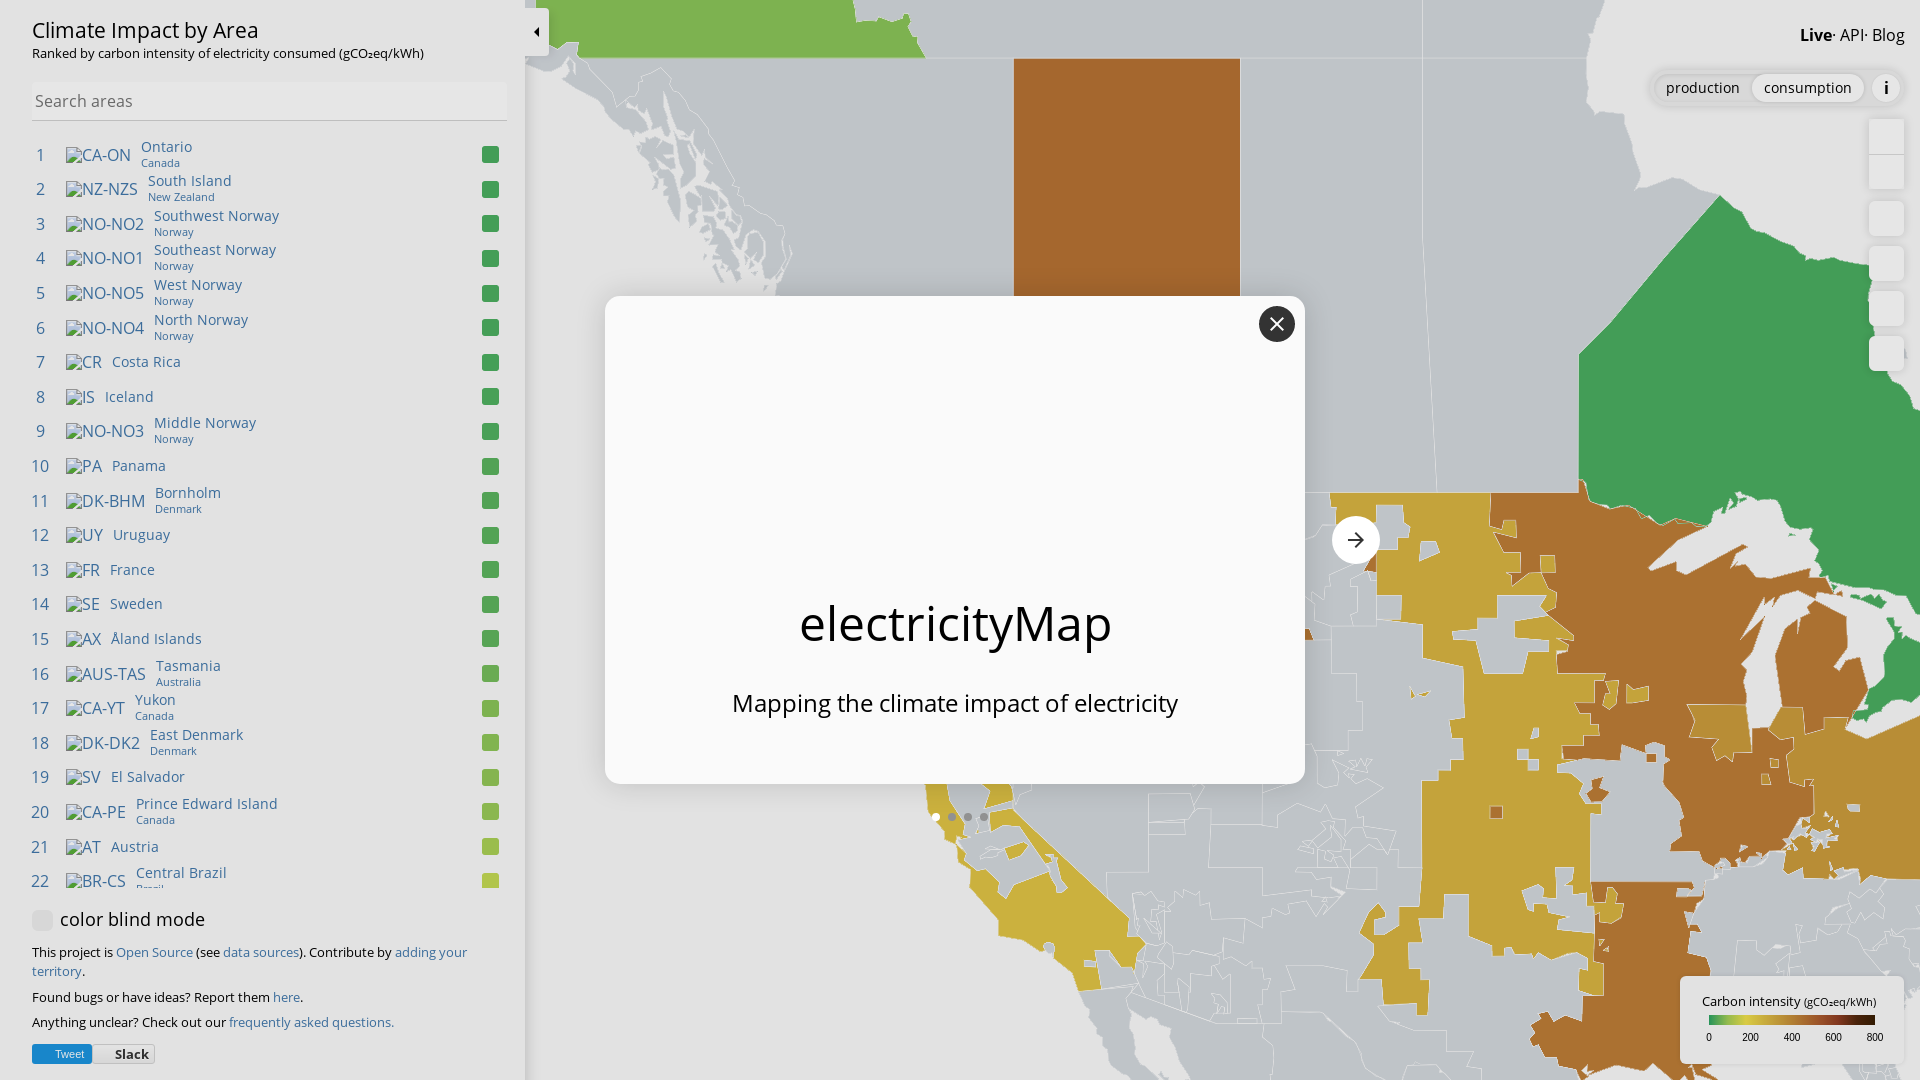 Climate Impact by Area
Ranked by carbon intensity of electricity consumed (gCO₂eq/kWh)
Search areas
1 CA-ON Ontario
Canada
2 NZ-NZS South Island
New Zealand
3 NO-NO2 Southwest Norway
Norway
4 NO-NO1 Southeast Norway
Norway
5 NO-NO5 West Norway
Norway
6 NO-NO4 North Norway
Norway
7 CR Costa Rica
8 IS Iceland
9 NO-NO3 Middle Norway
Norway
10 PA Panama
11 DK-BHM Bornholm
Denmark
12 UY Uruguay
13 FR France
14 SE Sweden
15 AX Åland Islands
16 AUS-TAS Tasmania
Australia
17 CA-YT Yukon
Canada
18 DK-DK2 East Denmark
Denmark
19 SV El Salvador
20 CA-PE Prince Edward Island
Canada
21 AT Austria
22 BR-CS Central Brazil
Brazil
color blind mode
This project is Open Source (see data sources). Contribute by adding your
territory.
Found bugs or have ideas? Report them here.
Anything unclear? Check out our frequently asked questions.
Tweet Slack
electricityMap
Mapping the climate impact of electricity
Live· API· Blog
production consumption i
Carbon intensity (gCO₂eq/kWh)
0 200 400 600 800